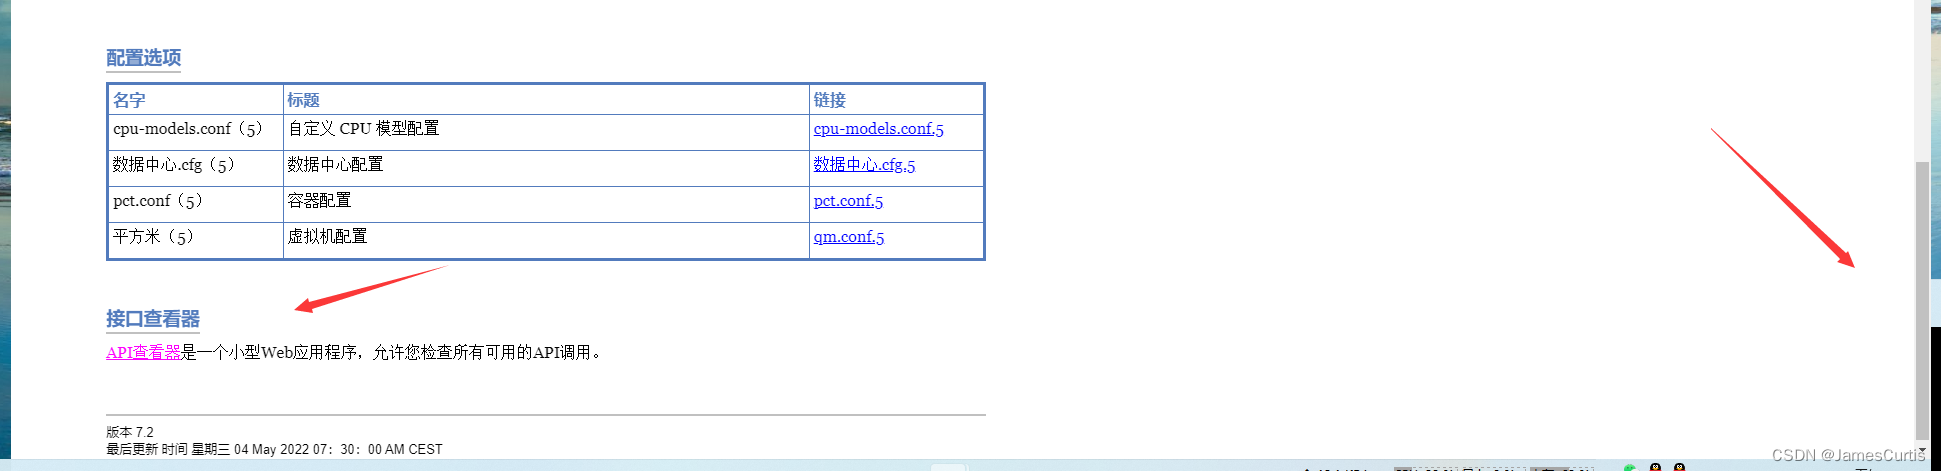 配置选项
名字 标题 链接
cpu-models.conf（5） 自定义 CPU 模型配置 cpu-models.conf.5
数据中心.cfg（5） 数据中心配置 数据中心.cfg.5
pct.conf（5） 容器配置 pct.conf.5
平方米（5） 虚拟机配置 qm.conf.5
接口查看器
API查看器是一个小型Web应用程序，允许您检查所有可用的API调用。
版本 7.2
最后更新 时间 星期三 04 May 2022 07：30：00 AM CEST
CSDN @JamesCurtis